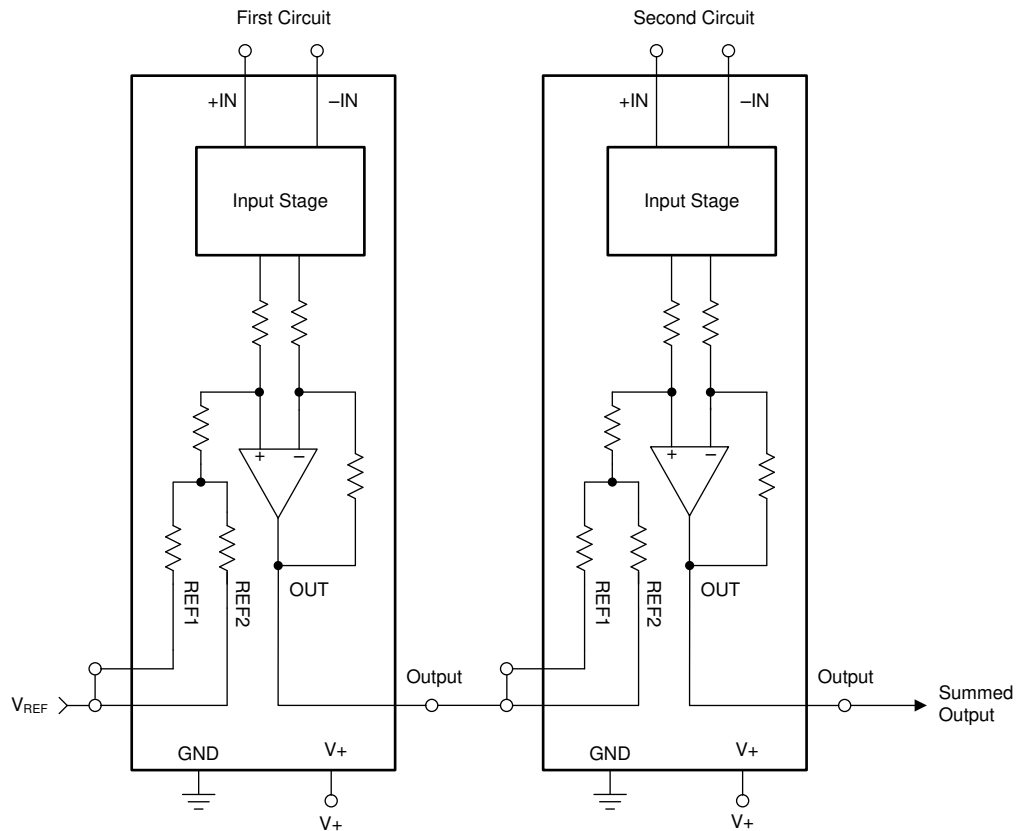 First Circuit
Second Circuit
+IN
–IN
+IN
–IN
Input Stage
Input Stage
+
–
+
–
REF1
REF2
OUT
REF1
REF2
OUT
Output
Output
VREF
Summed
Output
GND
V+
GND
V+
V+
V+